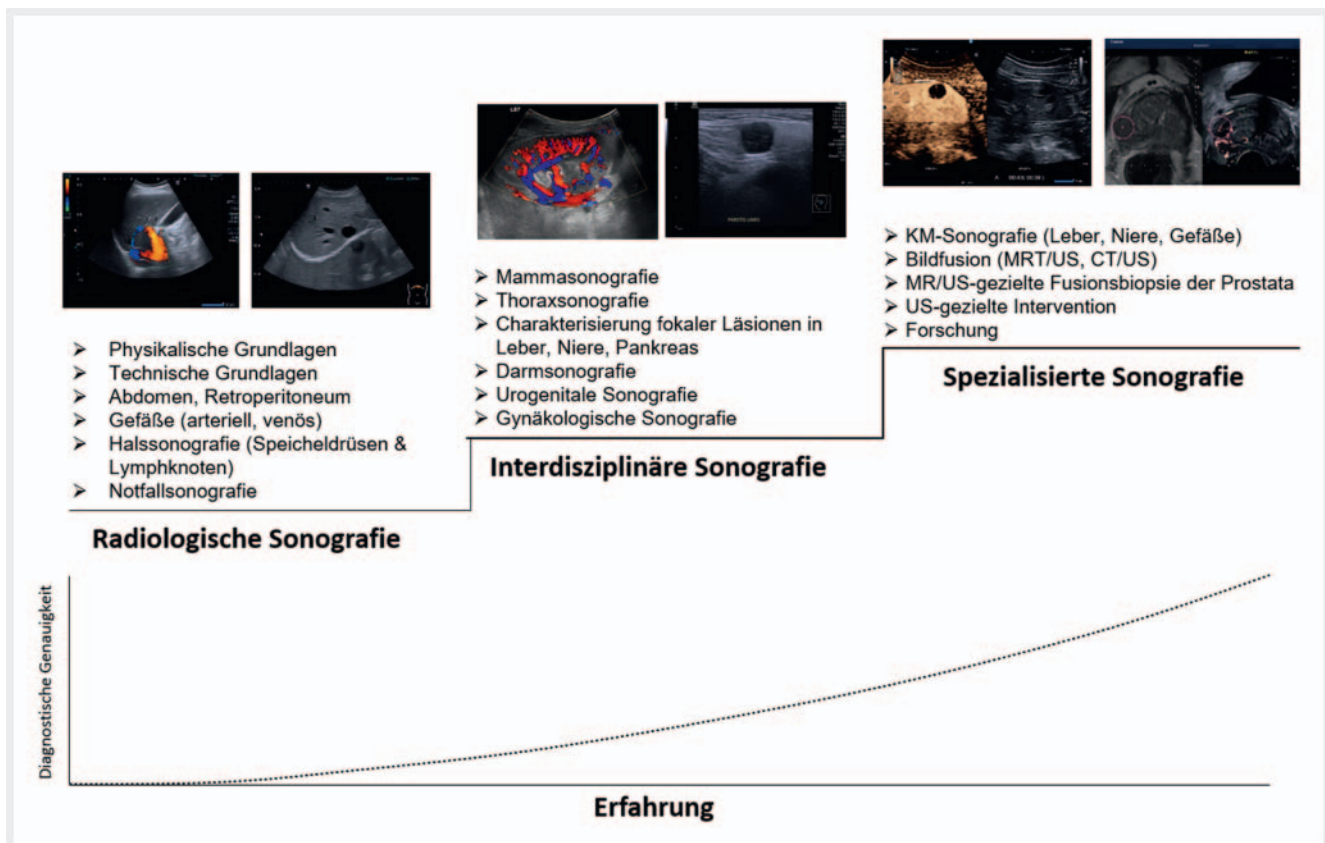 ➤ Physikalische Grundlagen
➤ Technische Grundlagen
➤ Abdomen, Retroperitoneum
➤ Gefäße (arteriell, venös)
➤ Halssonografie (Speicheldrüsen &
Lymphknoten)
➤ Notfallsonografie
Radiologische Sonografie
➤ Mammasonografie
➤ Thoraxsonografie
➤ Charakterisierung fokaler Läsionen in
Leber, Niere, Pankreas
➤ Darmsonografie
➤ Urogenitale Sonografie
➤ Gynäkologische Sonografie
Interdisziplinäre Sonografie
➤ KM-Sonografie (Leber, Niere, Gefäße)
➤ Bildfusion (MRT/US, CT/US)
➤ MR/US-gezielte Fusionsbiopsie der Prostata
➤ US-gezielte Intervention
➤ Forschung
Spezialisierte Sonografie
Diagnostische Genauigkeit
Erfahrung